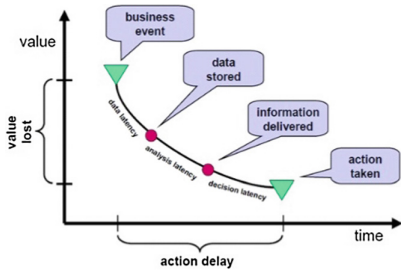 business
event
value
data
stored
information
delivered
action
taken
value
lost
data latency
analysis latency
decision latency
time
action delay